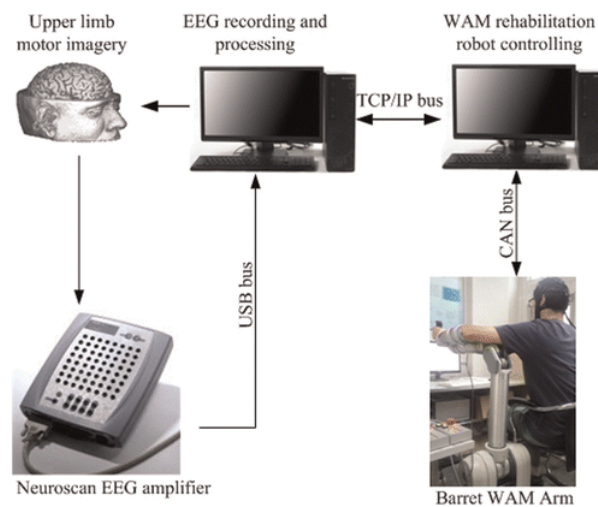 Upper limb
motor imagery
EEG recording and
processing
WAM rehabilitation
robot controlling
TCP/IP bus
USB bus
CAN bus
Neuroscan EEG amplifier
Barret WAM Arm